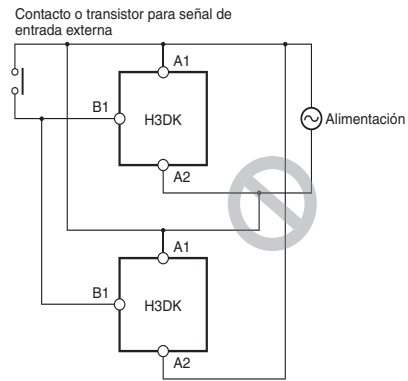 Contacto o transistor para señal de
entrada externa
A1
B1
H3DK
Alimentación
A2
A1
B1
H3DK
A2